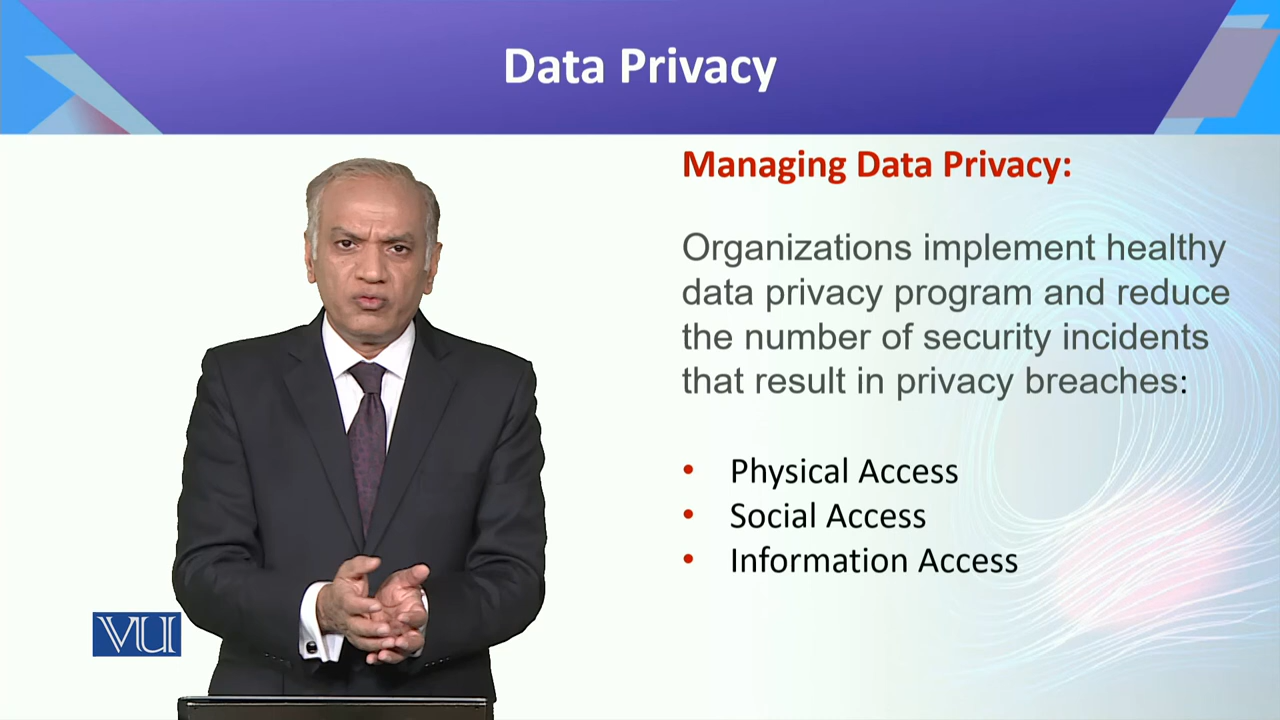 Data Privacy
Managing Data Privacy:
Organizations implement healthy
data privacy program and reduce
the number of security incidents
that result in privacy breaches:
• Physical Access
• Social Access
• Information Access
VU